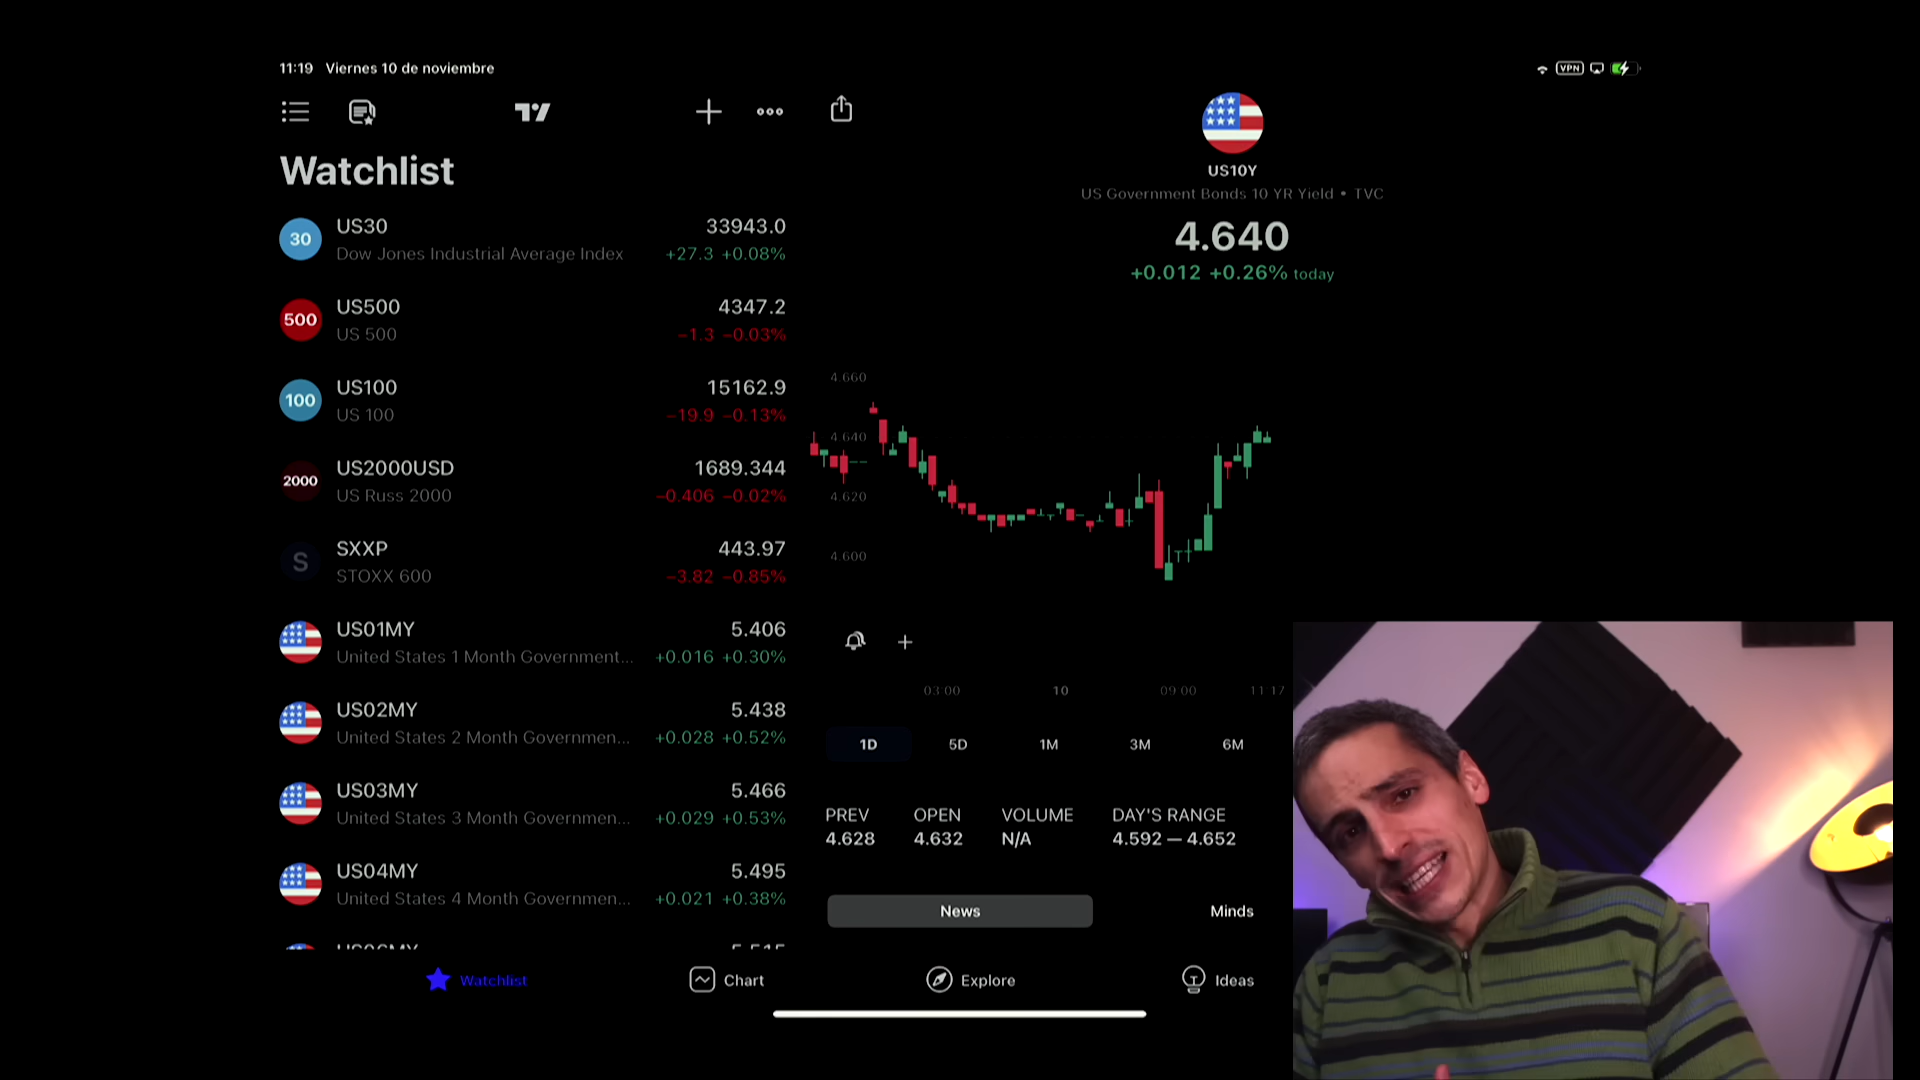 11:19 Viernes 10 de noviembre
VPN
Watchlist
30
US30
33943.0
Dow Jones Industrial Average Index
+27.3 +0.08%
500
US500
4347.2
US 500
−1.3 −0.03%
100
US100
15162.9
US 100
−19.9 −0.13%
2000
US2000USD
1689.344
US Russ 2000
−0.406 −0.02%
S
SXXP
443.97
STOXX 600
−3.82 −0.85%
US01MY
5.406
United States 1 Month Government...
+0.016 +0.30%
US02MY
5.438
United States 2 Month Governmen...
+0.028 +0.52%
US03MY
5.466
United States 3 Month Governmen...
+0.029 +0.53%
US04MY
5.495
United States 4 Month Governmen...
+0.021 +0.38%
US10Y
US Government Bonds 10 YR Yield • TVC
4.640
+0.012 +0.26% today
4.660
4.640
4.620
4.600
03:00 10 09:00 11:17
1D 5D 1M 3M 6M
PREV OPEN VOLUME DAY'S RANGE
4.628 4.632 N/A 4.592 — 4.652
News Minds
Watchlist Chart Explore Ideas